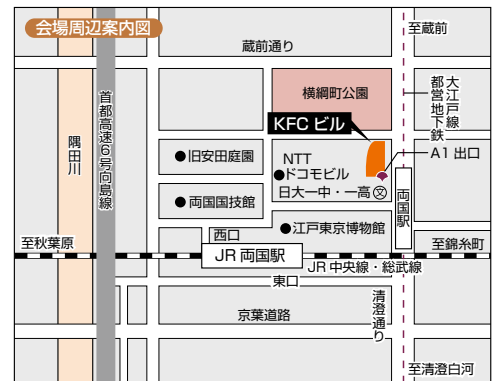 会場周辺案内図
至蔵前
蔵前通り
横綱町公園
都営地下鉄
大江戸線
首都高速6号向島線
隅田川
KFC ビル
A1 出口
●旧安田庭園
NTT
●ドコモビル
日大一中・一高 文
●両国国技館
両国駅
●江戸東京博物館
西口
至秋葉原
至錦糸町
JR 両国駅
JR 中央線・総武線
東口
清澄通り
京葉道路
至清澄白河